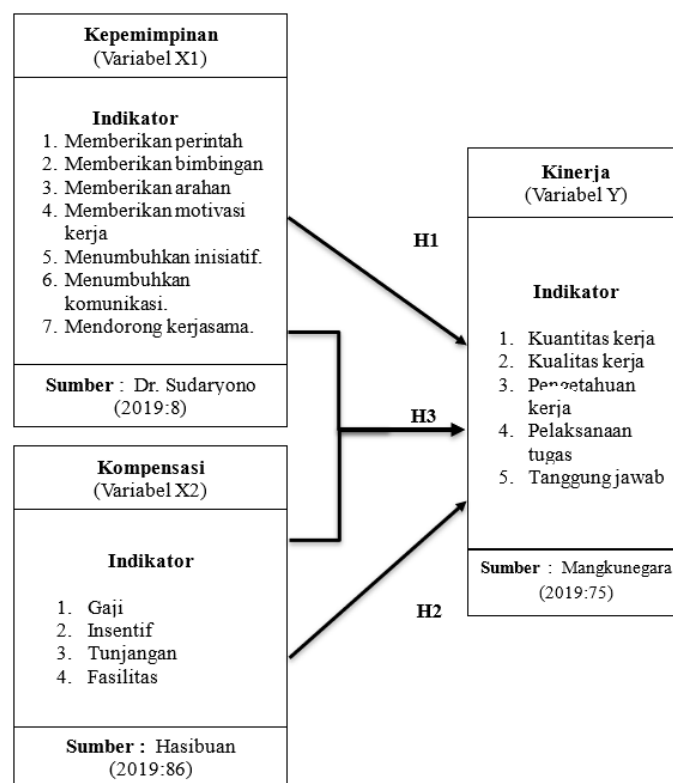 Kepemimpinan
(Variabel X1)
Indikator
1. Memberikan perintah
2. Memberikan bimbingan
3. Memberikan arahan
4. Memberikan motivasi
kerja
5. Menumbuhkan inisiatif.
6. Menumbuhkan
komunikasi.
7. Mendorong kerjasama.
Sumber : Dr. Sudaryono
(2019:8)
Kompensasi
(Variabel X2)
Indikator
1. Gaji
2. Insentif
3. Tunjangan
4. Fasilitas
Sumber : Hasibuan
(2019:86)
H1
H3
H2
Kinerja
(Variabel Y)
Indikator
1. Kuantitas kerja
2. Kualitas kerja
3. Pengetahuan
kerja
4. Pelaksanaan
tugas
5. Tanggung jawab
Sumber : Mangkunegara
(2019:75)